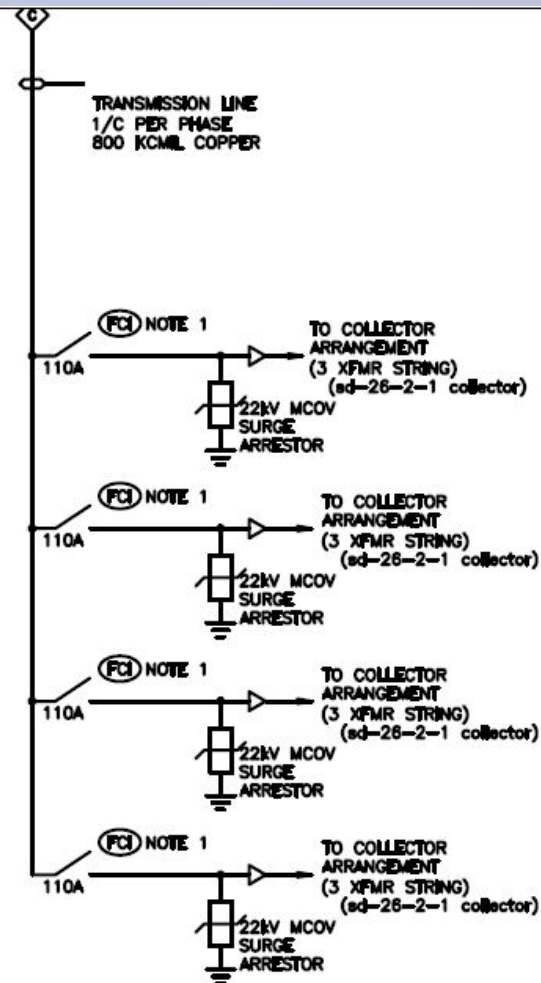 C
TRANSMISSION LINE
1/C PER PHASE
800 KCMIL COPPER
FCI NOTE 1
110A
TO COLLECTOR
ARRANGEMENT
(3 XFMR STRING)
(sd-26-2-1 collector)
22kV MCOV
SURGE
ARRESTOR
FCI NOTE 1
110A
TO COLLECTOR
ARRANGEMENT
(3 XFMR STRING)
(sd-26-2-1 collector)
22kV MCOV
SURGE
ARRESTOR
FCI NOTE 1
110A
TO COLLECTOR
ARRANGEMENT
(3 XFMR STRING)
(sd-26-2-1 collector)
22kV MCOV
SURGE
ARRESTOR
FCI NOTE 1
110A
TO COLLECTOR
ARRANGEMENT
(3 XFMR STRING)
(sd-26-2-1 collector)
22kV MCOV
SURGE
ARRESTOR